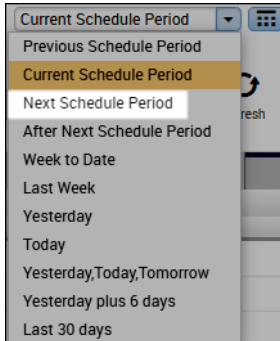 Current Schedule Period
Previous Schedule Period
Current Schedule Period
Next Schedule Period
resh
After Next Schedule Period
Week to Date
Last Week
Yesterday
Today
Yesterday,Today,Tomorrow
Yesterday plus 6 days
Last 30 days